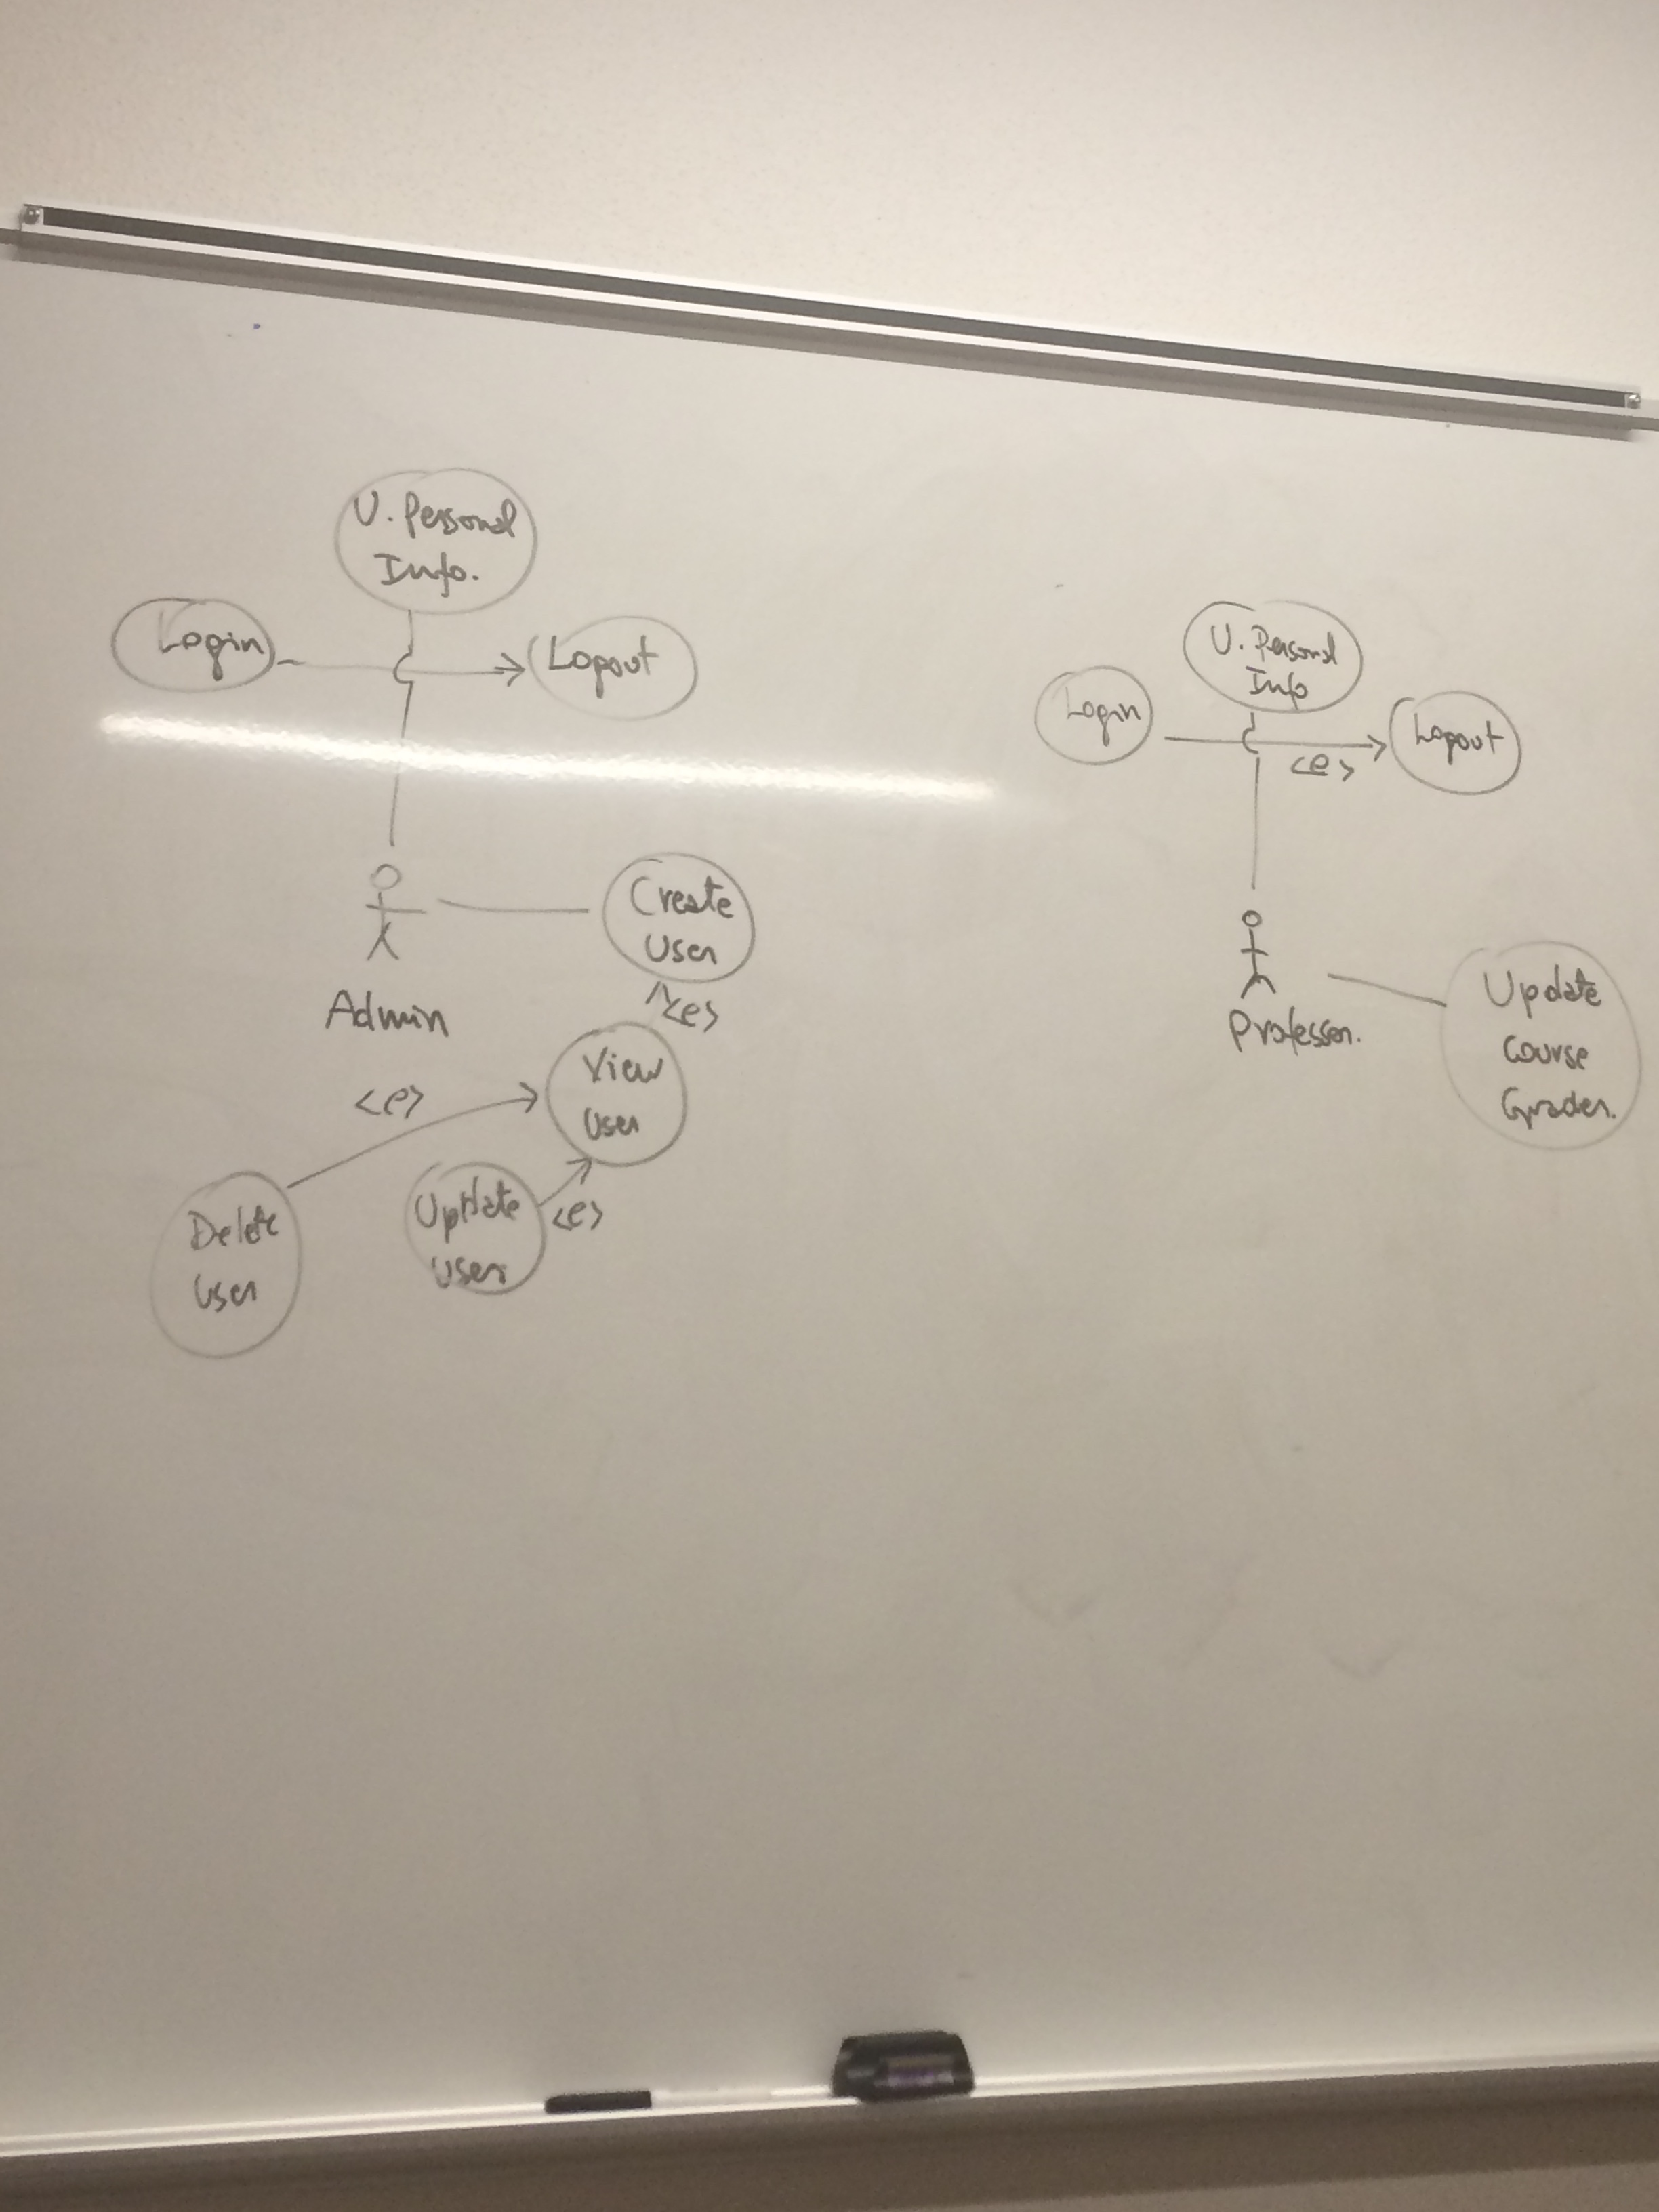 U. Personal
Info.
Login
Logout
Admin
Create
User
<e>
View
User
<e>
Delete
User
Update
User
<e>
U. Personal
Info
Login
Logout
<e>
Professor.
Update
Course
Grades.